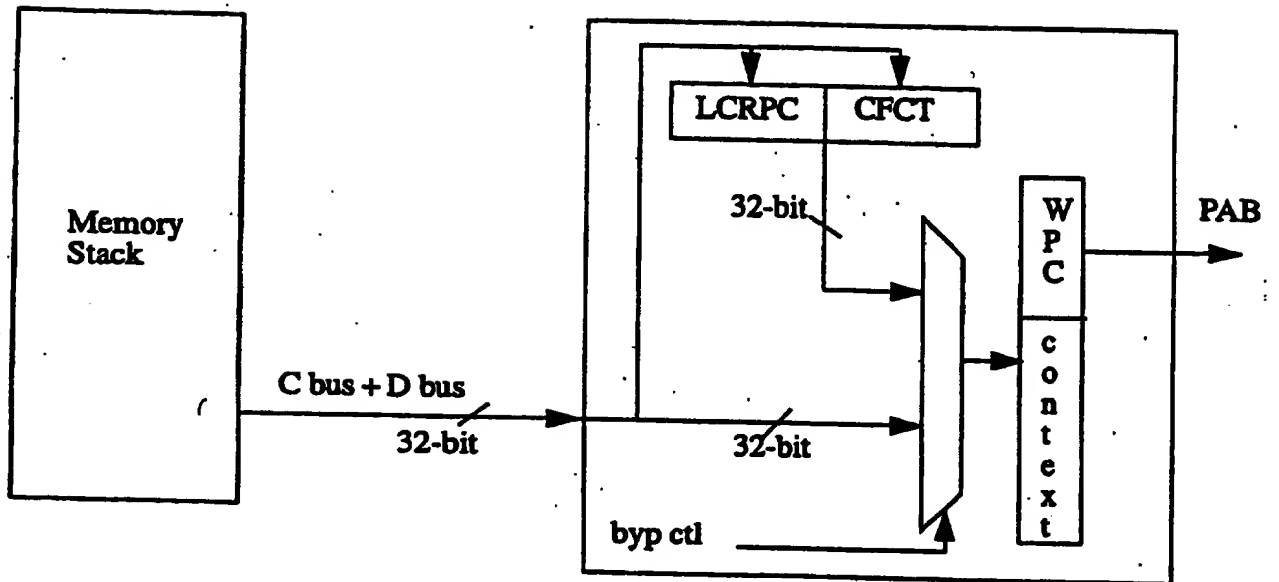 LCRPC
CFCT
32-bit
W
P
C
PAB
Memory
Stack
c
o
n
t
e
x
t
C bus + D bus
32-bit
32-bit
byp ctl